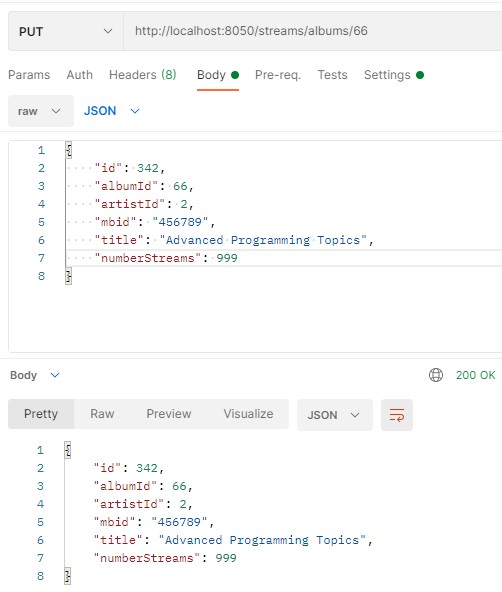 PUT http://localhost:8050/streams/albums/66
Params Auth Headers (8) Body Pre-req. Tests Settings
raw JSON
1 {
2 "id": 342,
3 "albumId": 66,
4 "artistId": 2,
5 "mbid": "456789",
6 "title": "Advanced Programming Topics",
7 "numberStreams": 999
8 }
Body 200 OK
Pretty Raw Preview Visualize JSON
1 {
2 "id": 342,
3 "albumId": 66,
4 "artistId": 2,
5 "mbid": "456789",
6 "title": "Advanced Programming Topics",
7 "numberStreams": 999
8 }